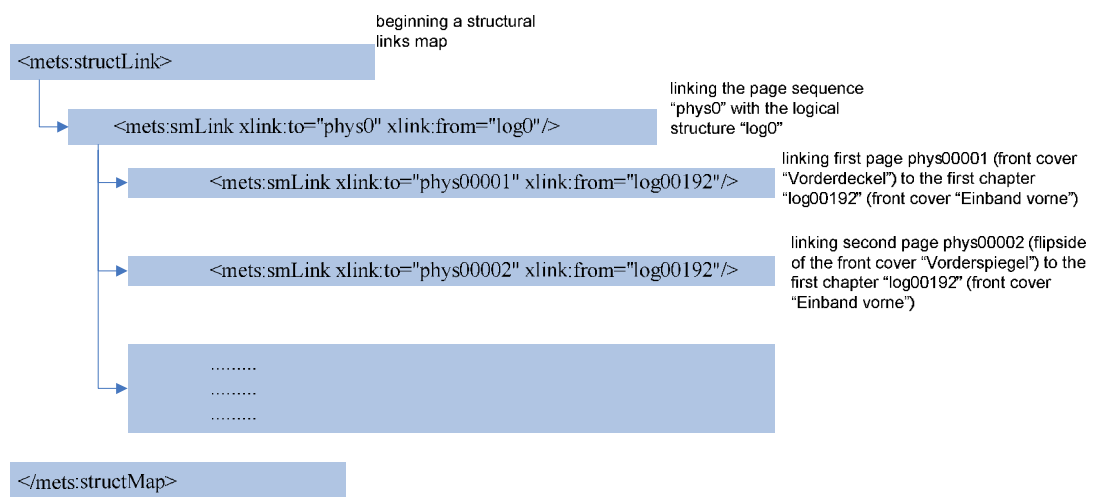 beginning a structural
links map
<mets:structLink>
linking the page sequence
“phys0” with the logical
structure “log0”
<mets:smLink xlink:to="phys0" xlink:from="log0"/>
linking first page phys00001 (front cover
“Vorderdeckel”) to the first chapter
“log00192” (front cover “Einband vorne”)
<mets:smLink xlink:to="phys00001" xlink:from="log00192"/>
linking second page phys00002 (flipside
of the front cover “Vorderspiegel”) to the
first chapter “log00192” (front cover
“Einband vorne”)
<mets:smLink xlink:to="phys00002" xlink:from="log00192"/>
.........
.........
.........
</mets:structMap>